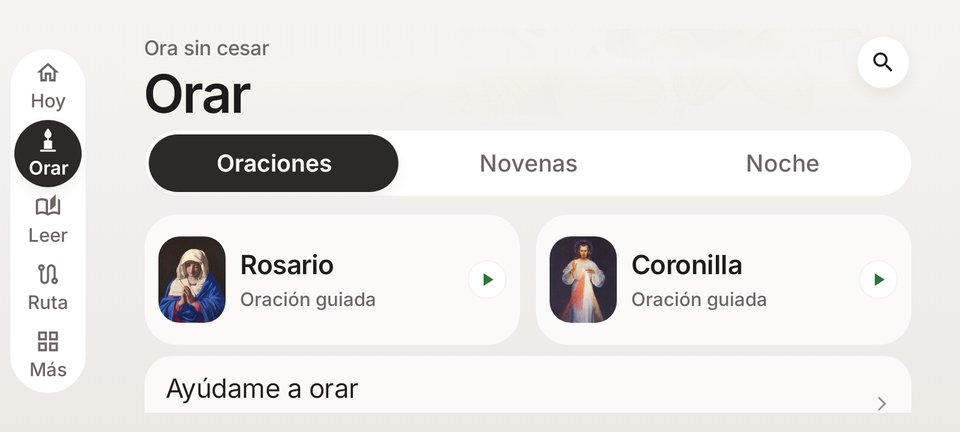 Ora sin cesar
Orar
Hoy
Orar
Leer
Ruta
Más
Oraciones
Novenas
Noche
Rosario
Oración guiada
Coronilla
Oración guiada
Ayúdame a orar